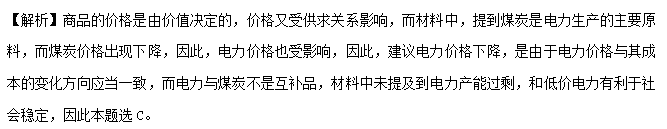 【解析】商品的价格是由价值决定的，价格又受供求关系影响，而材料中，提到煤炭是电力生产的主要原
料，而煤炭价格出现下降，因此，电力价格也受影响，因此，建议电力价格下降，是由于电力价格与其成
本的变化方向应当一致，而电力与煤炭不是互补品，材料中未提及到电力产能过剩，和低价电力有利于社
会稳定，因此本题选 C。